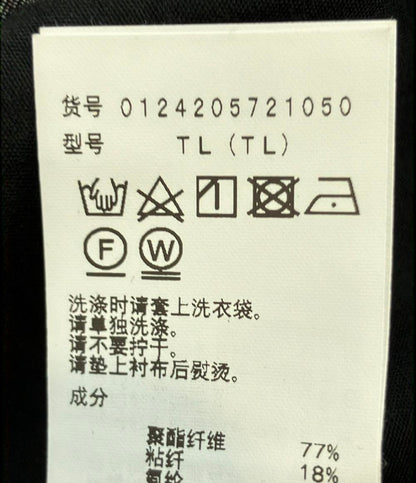 货号 0124205721050
型号 TL(TL)
F W
洗涤时请套上洗衣袋。
请单独洗涤。
请不要拧干。
请垫上衬布后熨烫。
成分
聚酯纤维 77%
粘纤 18%
氨纶